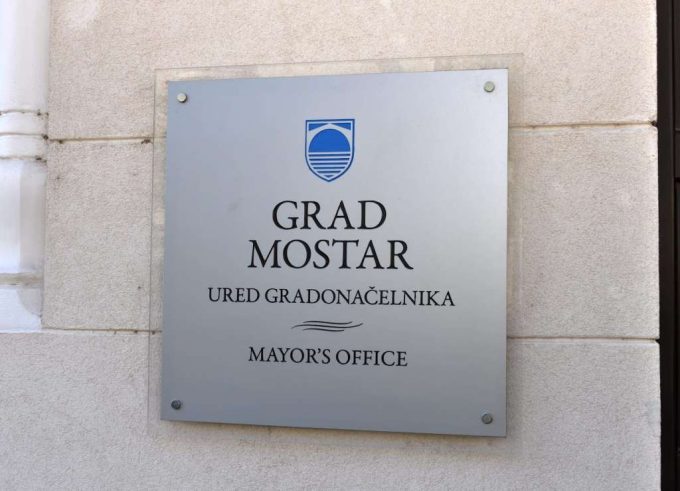 GRAD
MOSTAR
URED GRADONAČELNIKA
MAYOR'S OFFICE